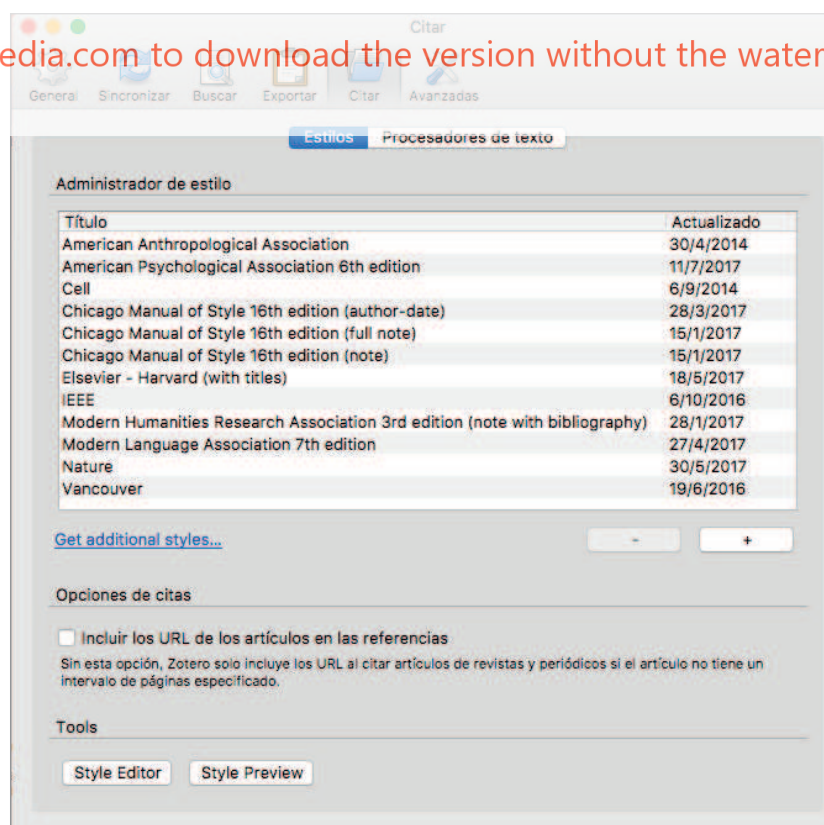 Citar
edia.com to download the version without the water
General Sincronizar Buscar Exportar Citar Avanzadas
Estilos Procesadores de texto
Administrador de estilo
Título Actualizado
American Anthropological Association 30/4/2014
American Psychological Association 6th edition 11/7/2017
Cell 6/9/2014
Chicago Manual of Style 16th edition (author-date) 28/3/2017
Chicago Manual of Style 16th edition (full note) 15/1/2017
Chicago Manual of Style 16th edition (note) 15/1/2017
Elsevier - Harvard (with titles) 18/5/2017
IEEE 6/10/2016
Modern Humanities Research Association 3rd edition (note with bibliography) 28/1/2017
Modern Language Association 7th edition 27/4/2017
Nature 30/5/2017
Vancouver 19/6/2016
Get additional styles...
- +
Opciones de citas
Incluir los URL de los artículos en las referencias
Sin esta opción, Zotero solo incluye los URL al citar artículos de revistas y periódicos si el artículo no tiene un
intervalo de páginas especificado.
Tools
Style Editor Style Preview